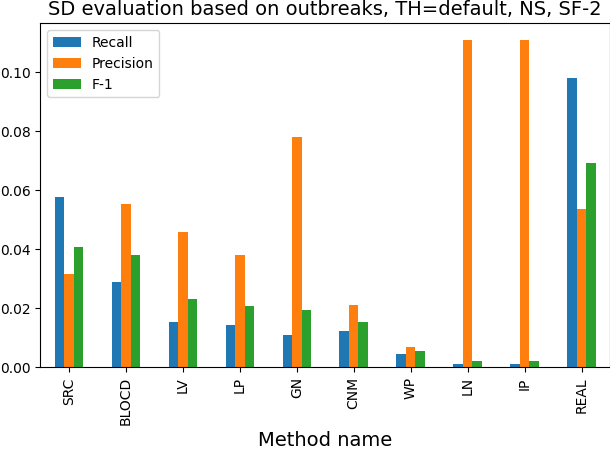 SD evaluation based on outbreaks, TH=default, NS, SF-2
Recall
Precision
F-1
0.10
0.08
0.06
0.04
0.02
0.00
SRC
BLOCD
LV
LP
GN
CNM
WP
LN
IP
REAL
Method name